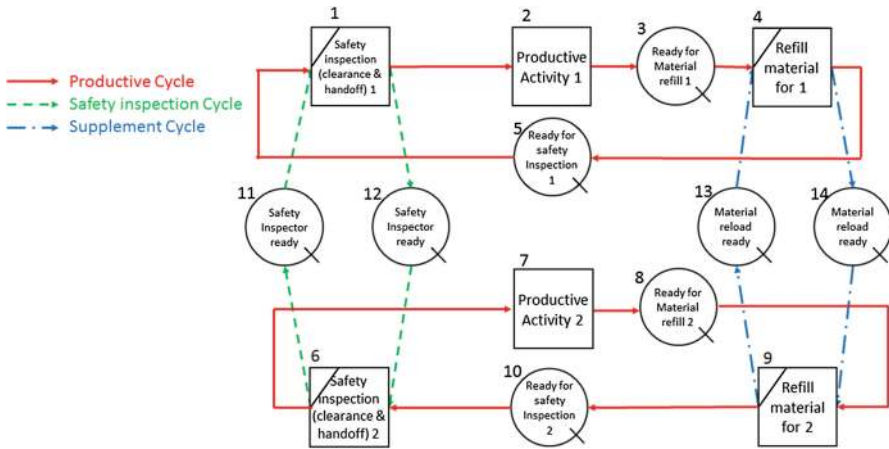 1
Safety
inspection
(clearance &
handoff) 1
2
Productive
Activity 1
3
Ready for
Material
refill 1
4
Refill
material
for 1
Productive Cycle
Safety inspection Cycle
Supplement Cycle
5
Ready for
safety
Inspection
1
11
Safety
Inspector
ready
12
Safety
Inspector
ready
13
Material
reload
ready
14
Material
reload
ready
7
Productive
Activity 2
8
Ready for
Material
refill 2
6
Safety
inspection
(clearance &
handoff) 2
10
Ready for
safety
Inspection
2
9
Refill
material
for 2